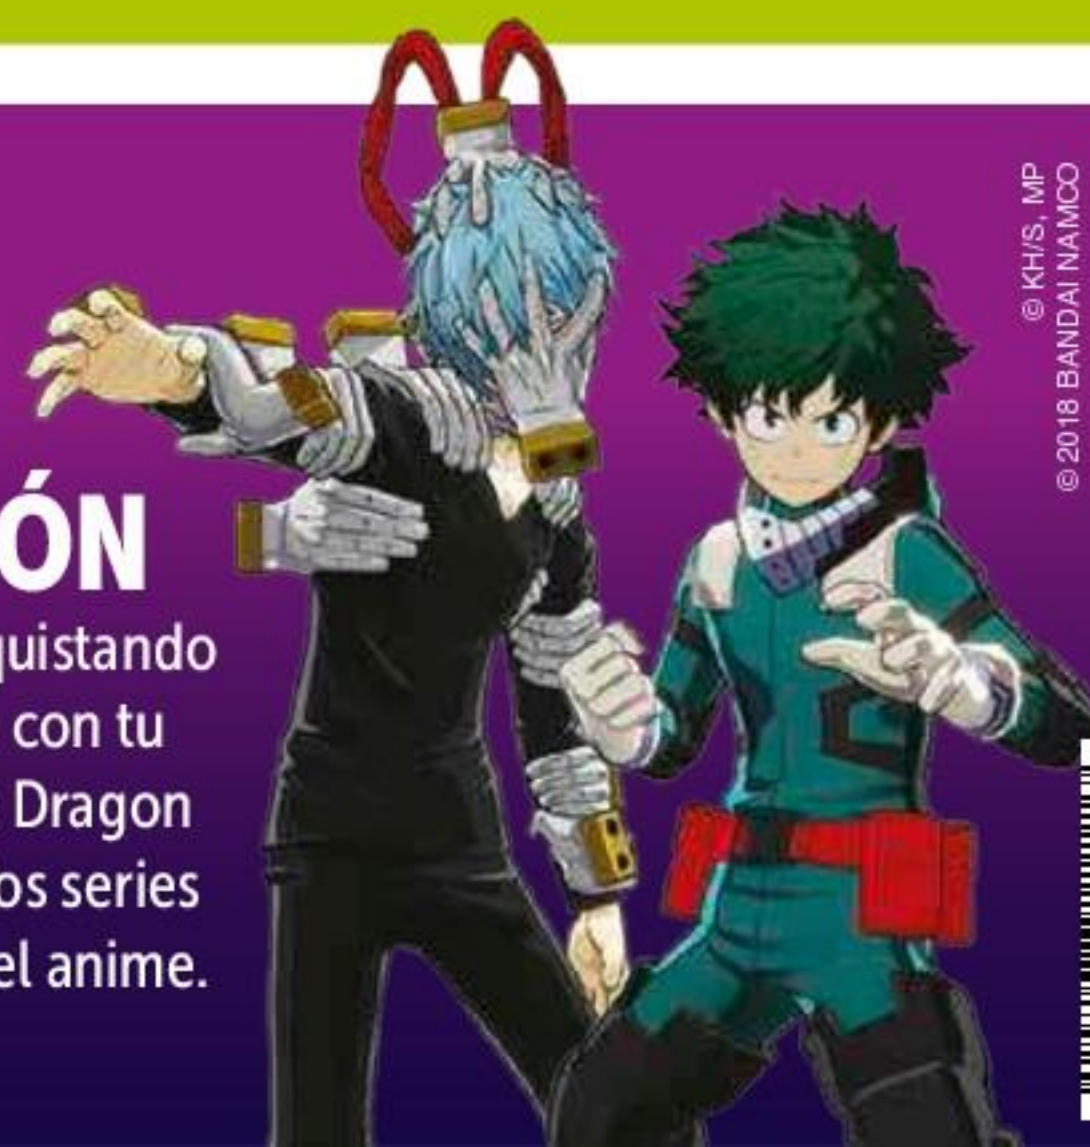 ÓN
quistando
con tu
Dragon
os series
el anime.
© KH/S, MP
© 2018 BANDAI NAMCO